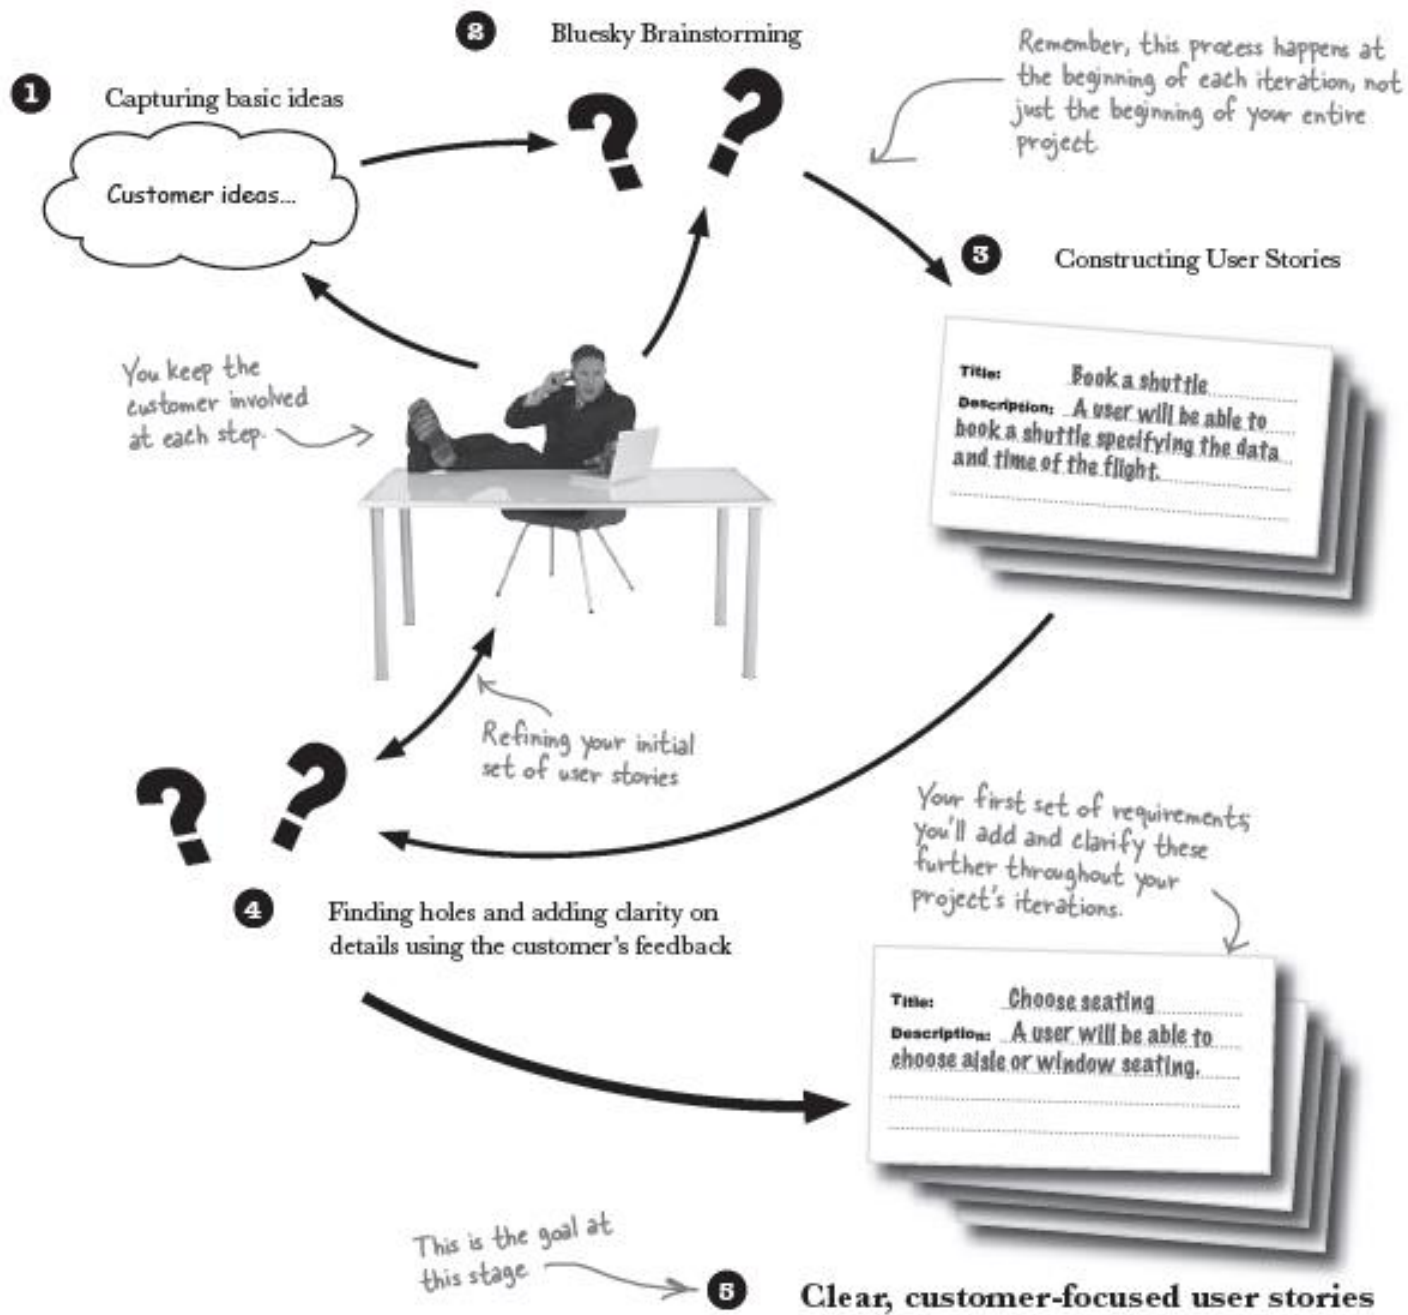 2 Bluesky Brainstorming
Remember, this process happens at
the beginning of each iteration, not
just the beginning of your entire
project.
1 Capturing basic ideas
Customer ideas...
3 Constructing User Stories
You keep the
customer involved
at each step.
Title: Book a shuttle
Description: A user will be able to
book a shuttle specifying the data
and time of the flight.
Refining your initial
set of user stories
Your first set of requirements;
you'll add and clarify these
further throughout your
project's iterations.
4 Finding holes and adding clarity on
details using the customer's feedback
Title: Choose seating
Description: A user will be able to
choose aisle or window seating.
This is the goal at
this stage
5 Clear, customer-focused user stories